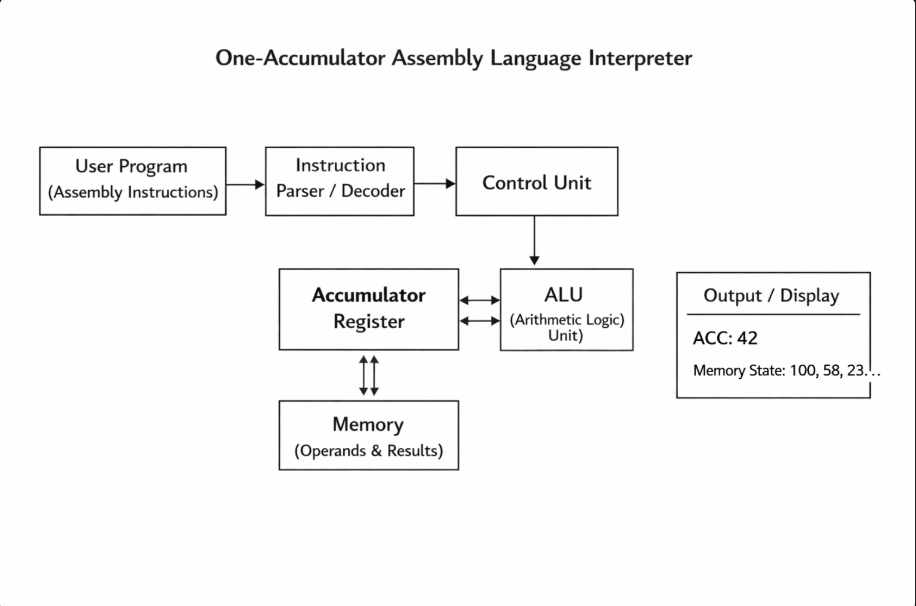 One-Accumulator Assembly Language Interpreter
User Program
(Assembly Instructions)
Instruction
Parser / Decoder
Control Unit
Accumulator
Register
ALU
(Arithmetic Logic)
Unit)
Output / Display
ACC: 42
Memory State: 100, 58, 23...
Memory
(Operands & Results)